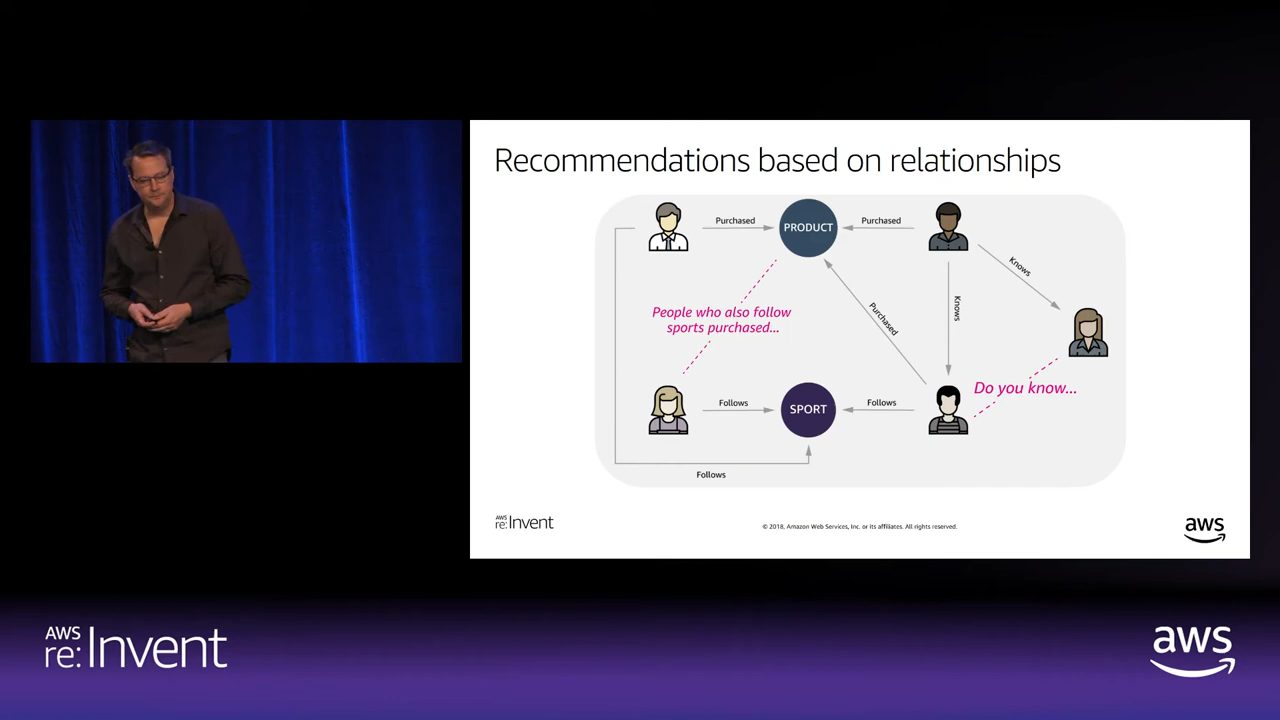 Recommendations based on relationships
Purchased
PRODUCT
Purchased
Knows
Knows
Purchased
People who also follow
sports purchased...
Do you know...
Follows
SPORT
Follows
Follows
AWS
re:Invent
© 2018, Amazon Web Services, Inc. or its affiliates. All rights reserved.
aws
AWS
re:Invent
aws